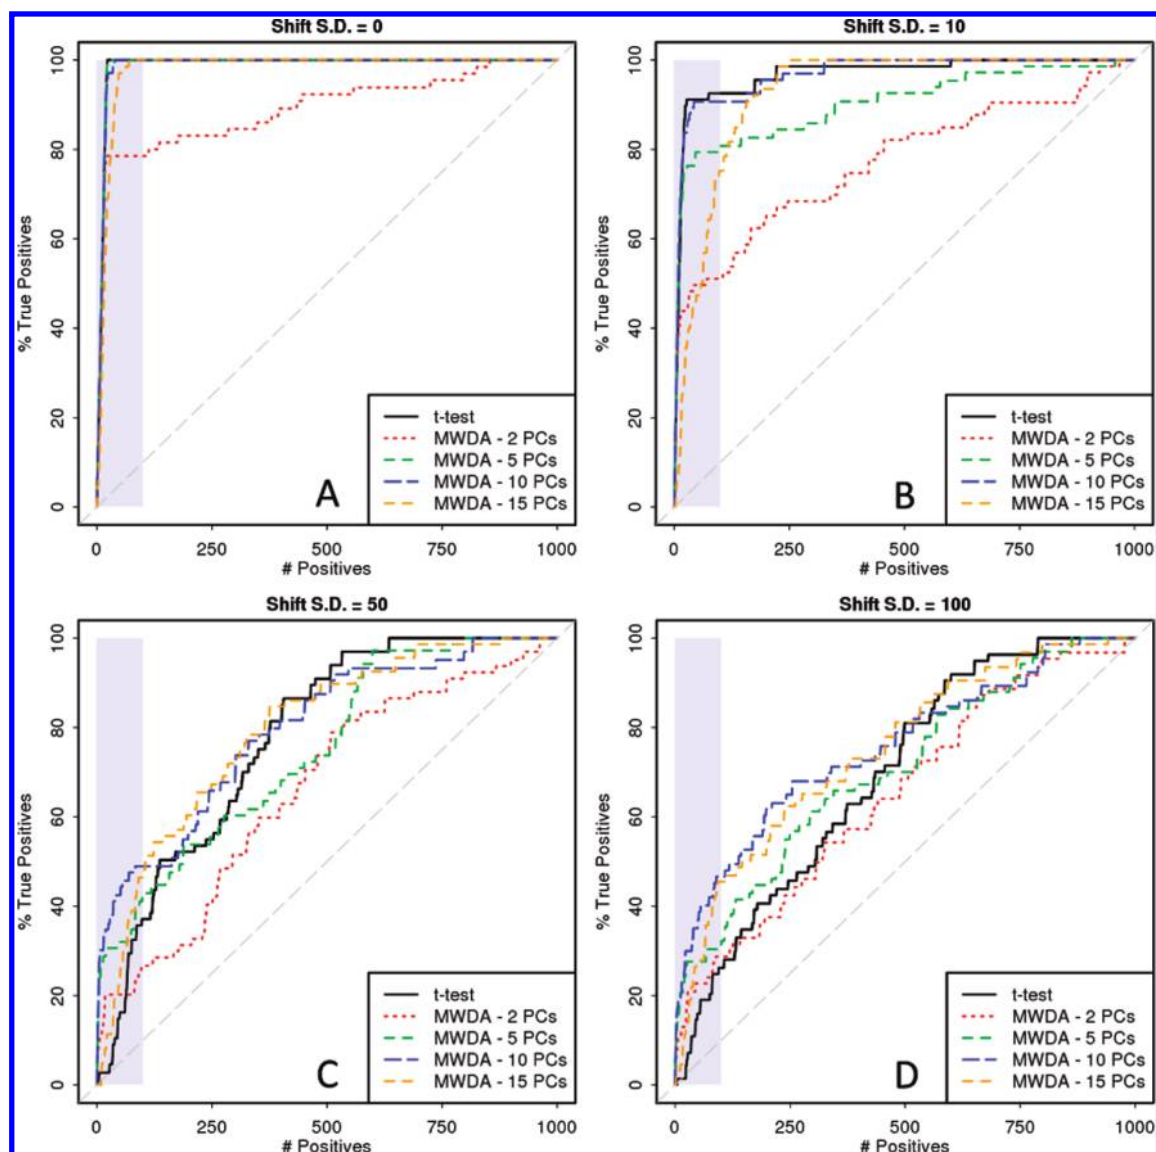 Shift S.D. = 0
% True Positives
100
80
60
40
20
0
t-test
MWDA - 2 PCs
MWDA - 5 PCs
MWDA - 10 PCs
MWDA - 15 PCs
A
0 250 500 750 1000
# Positives
Shift S.D. = 10
% True Positives
100
80
60
40
20
0
t-test
MWDA - 2 PCs
MWDA - 5 PCs
MWDA - 10 PCs
MWDA - 15 PCs
B
0 250 500 750 1000
# Positives
Shift S.D. = 50
% True Positives
100
80
60
40
20
0
t-test
MWDA - 2 PCs
MWDA - 5 PCs
MWDA - 10 PCs
MWDA - 15 PCs
C
0 250 500 750 1000
# Positives
Shift S.D. = 100
% True Positives
100
80
60
40
20
0
t-test
MWDA - 2 PCs
MWDA - 5 PCs
MWDA - 10 PCs
MWDA - 15 PCs
D
0 250 500 750 1000
# Positives